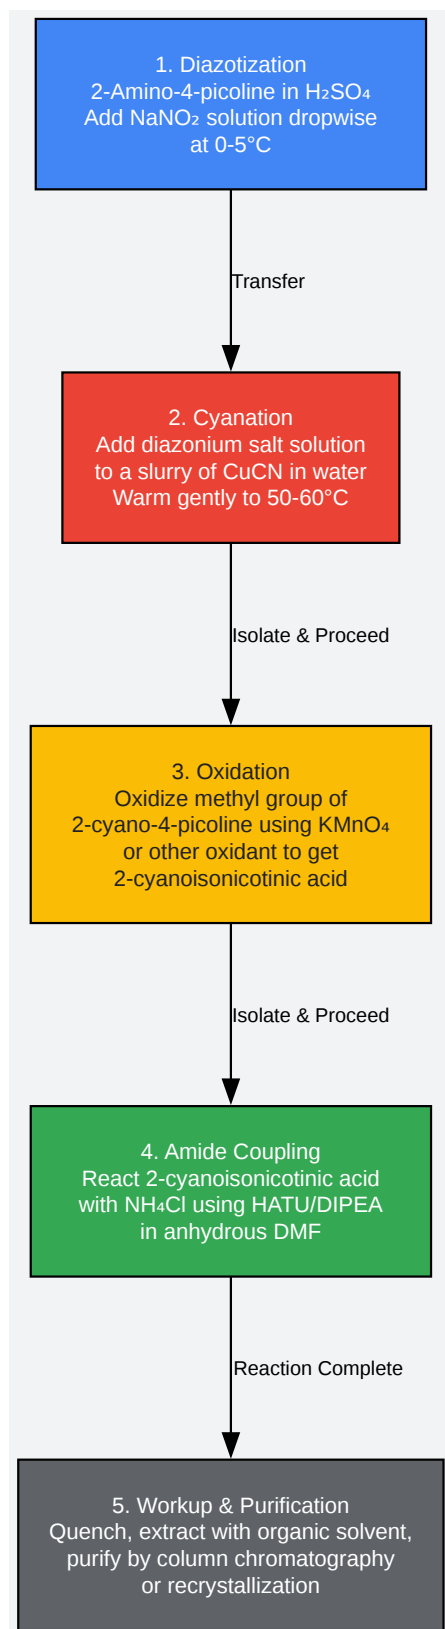 1. Diazotization
2-Amino-4-picoline in H₂SO₄
Add NaNO₂ solution dropwise
at 0-5°C
Transfer
2. Cyanation
Add diazonium salt solution
to a slurry of CuCN in water
Warm gently to 50-60°C
Isolate & Proceed
3. Oxidation
Oxidize methyl group of
2-cyano-4-picoline using KMnO₄
or other oxidant to get
2-cyanoisonicotinic acid
Isolate & Proceed
4. Amide Coupling
React 2-cyanoisonicotinic acid
with NH₄Cl using HATU/DIPEA
in anhydrous DMF
Reaction Complete
5. Workup & Purification
Quench, extract with organic solvent,
purify by column chromatography
or recrystallization